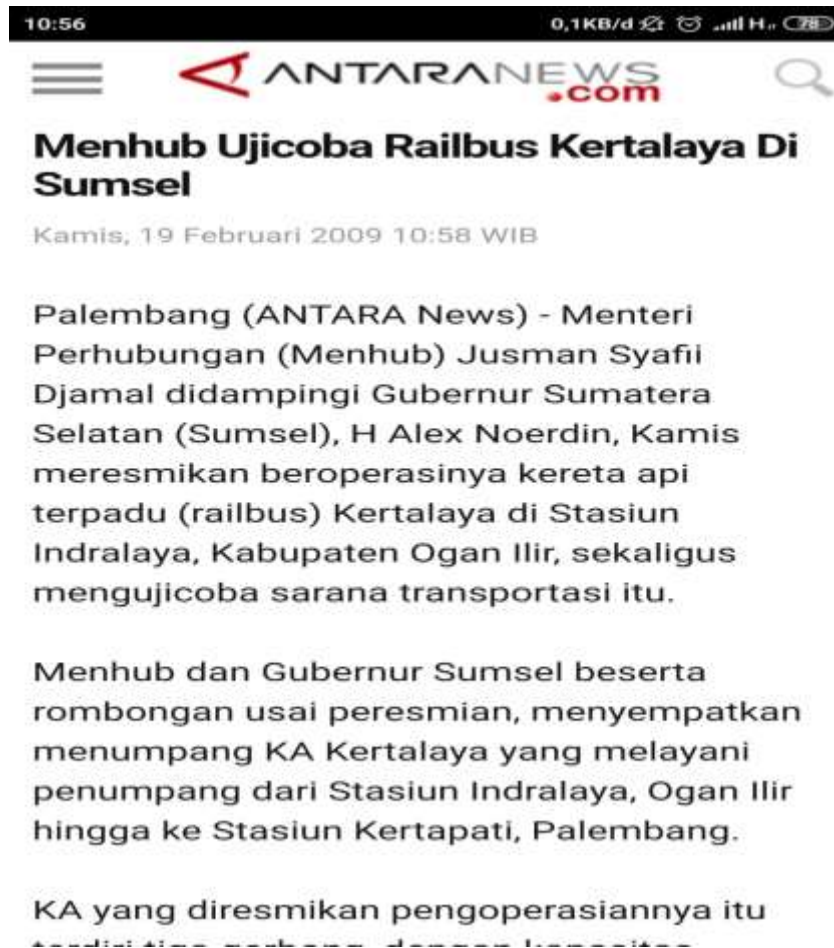 10:56
0,1KB/d
H
78
ANTARANEWS
.com
Menhub Ujicoba Railbus Kertalaya Di
Sumsel
Kamis, 19 Februari 2009 10:58 WIB
Palembang (ANTARA News) - Menteri
Perhubungan (Menhub) Jusman Syafii
Djamal didampingi Gubernur Sumatera
Selatan (Sumsel), H Alex Noerdin, Kamis
meresmikan beroperasinya kereta api
terpadu (railbus) Kertalaya di Stasiun
Indralaya, Kabupaten Ogan Ilir, sekaligus
mengujicoba sarana transportasi itu.
Menhub dan Gubernur Sumsel beserta
rombongan usai peresmian, menyempatkan
menumpang KA Kertalaya yang melayani
penumpang dari Stasiun Indralaya, Ogan Ilir
hingga ke Stasiun Kertapati, Palembang.
KA yang diresmikan pengoperasiannya itu